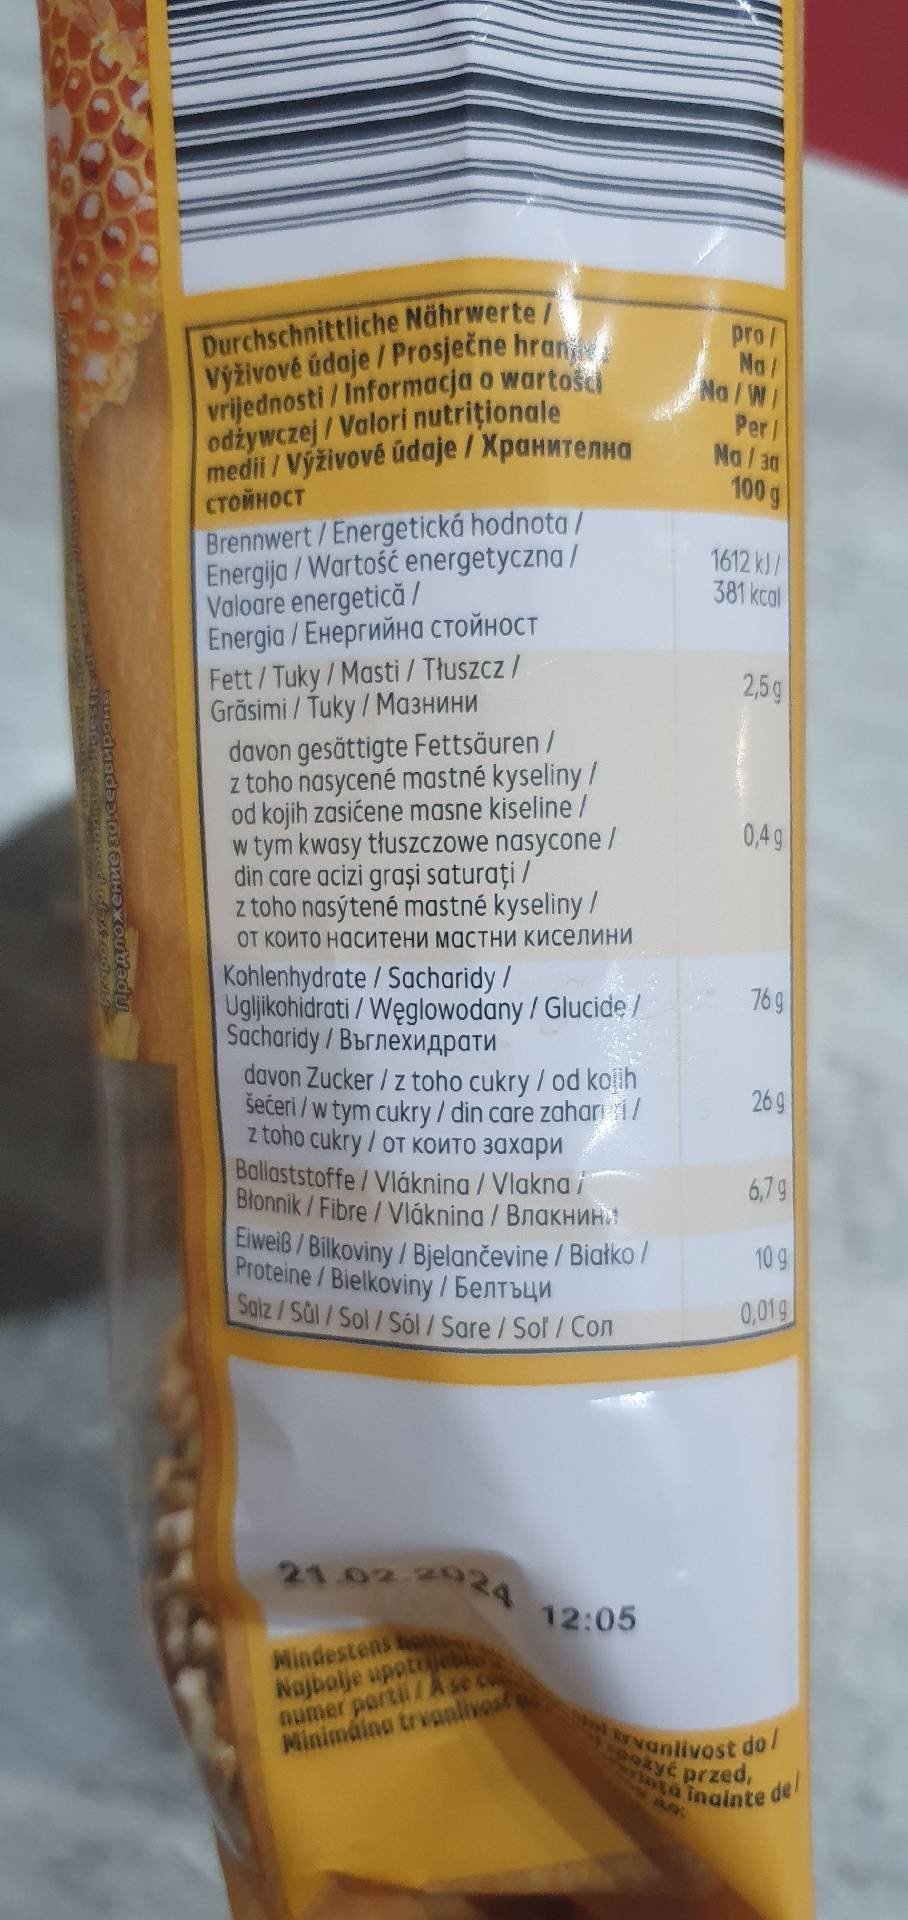 Durchschnittliche Nährwerte /
Výživové údaje / Prosječne
vrijednosti / Informacja o wartości
odżywczej / Valori nutriționale
medii / Výživové údaje / Хранителна
стойност
pro /
Na /
Na / W /
Per /
Na / за
100 g
Brennwert / Energetická hodnota /
Energija / Wartość energetyczna /
Valoare energetică /
Energia / Енергийна стойност
1612 kJ /
381 kcal
Fett / Tuky / Masti / Tłuszcz /
Grăsimi / Tuky / Мазнини
2,5 g
davon gesättigte Fettsäuren /
z toho nasycené mastné kyseliny /
od kojih zasićene masne kiseline /
w tym kwasy tłuszczowe nasycone /
din care acizi grași saturați /
z toho nasýtené mastné kyseliny /
от които наситени мастни киселини
0,4 g
Kohlenhydrate / Sacharidy /
Ugljikohidrati / Węglowodany / Glucide /
Sacharidy / Въглехидрати
76 g
davon Zucker / z toho cukry / od kojih
šećeri / w tym cukry / din care /
z toho cukry / от които захари
26 g
Ballaststoffe / Vláknina / Vlakna /
Błonnik / Fibre / Vláknina / Влакнини
6,7 g
Eiweiß / Bílkoviny / Bjelančevine / Białko /
Proteine / Bielkoviny / Белтъци
10 g
Salz / Sůl / Sol / Sól / Sare / Soľ / Сол
0,01 g
21.02.2024 12:05
Mindestens
Najbolje
numer partii / A se
Minimálna
do /
przed,
înainte de /
Предложение за сервиране